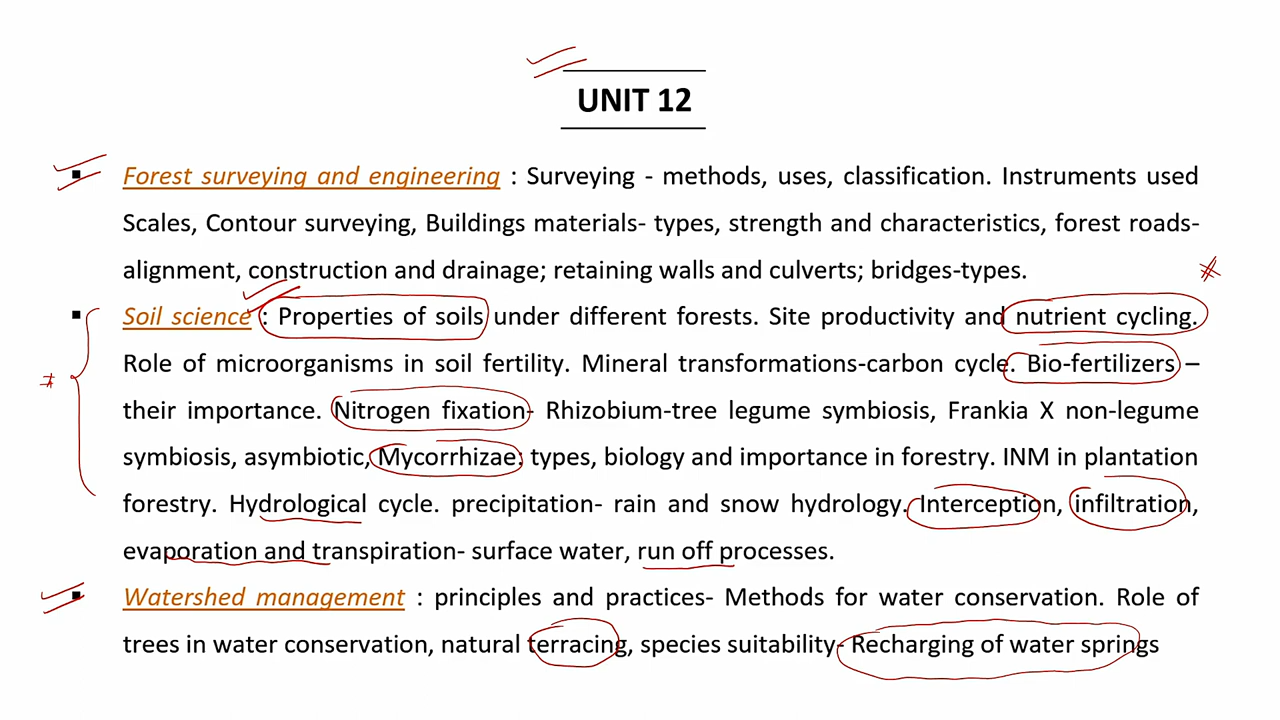 UNIT 12
▪ Forest surveying and engineering : Surveying - methods, uses, classification. Instruments used
Scales, Contour surveying, Buildings materials- types, strength and characteristics, forest roads-
alignment, construction and drainage; retaining walls and culverts; bridges-types.
▪ Soil science : Properties of soils under different forests. Site productivity and nutrient cycling.
Role of microorganisms in soil fertility. Mineral transformations-carbon cycle. Bio-fertilizers –
their importance. Nitrogen fixation- Rhizobium-tree legume symbiosis, Frankia X non-legume
symbiosis, asymbiotic, Mycorrhizae: types, biology and importance in forestry. INM in plantation
forestry. Hydrological cycle. precipitation- rain and snow hydrology. Interception, infiltration,
evaporation and transpiration- surface water, run off processes.
▪ Watershed management : principles and practices- Methods for water conservation. Role of
trees in water conservation, natural terracing, species suitability- Recharging of water springs